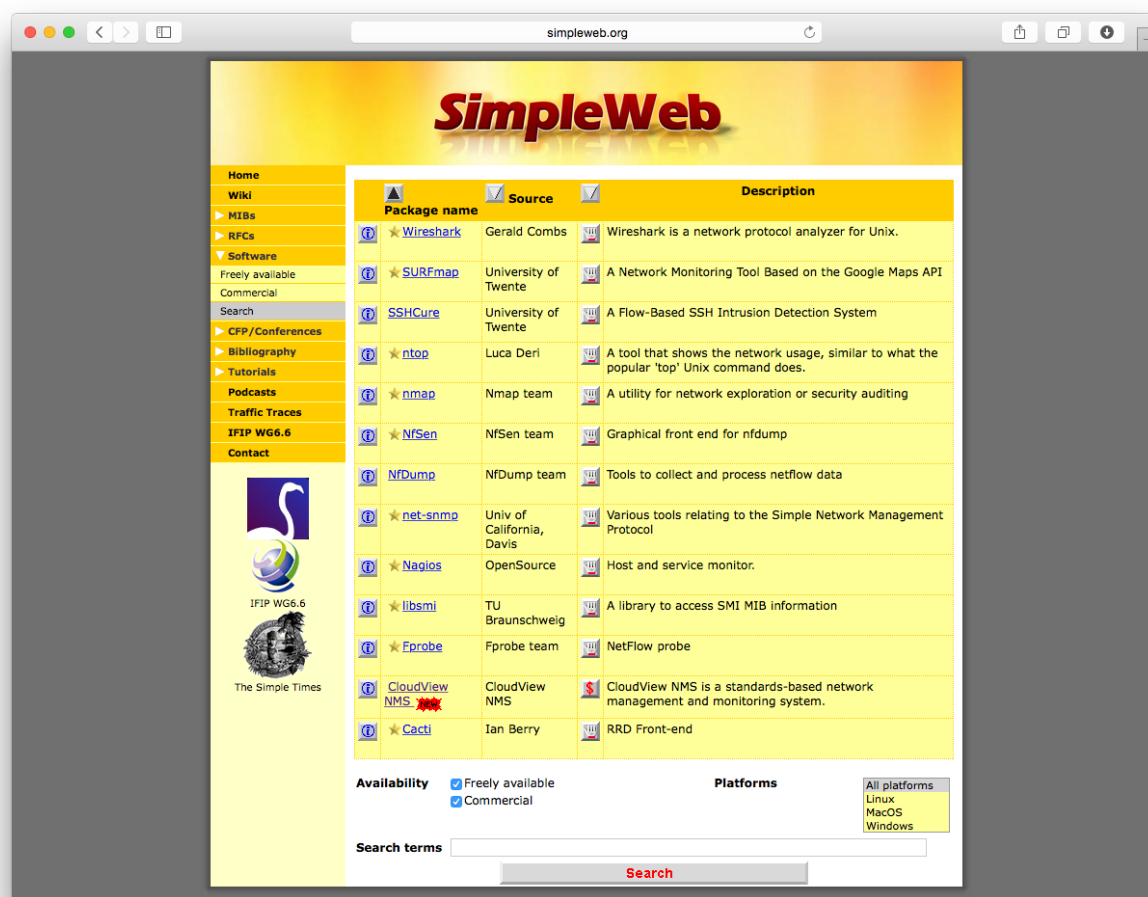 simpleweb.org
SimpleWeb
Home
Wiki
MIBs
RFCs
Software
Freely available
Commercial
Search
CFP/Conferences
Bibliography
Tutorials
Podcasts
Traffic Traces
IFIP WG6.6
Contact
IFIP WG6.6
The Simple Times
Package name
Source
Description
Wireshark
Gerald Combs
Wireshark is a network protocol analyzer for Unix.
SURFmap
University of
Twente
A Network Monitoring Tool Based on the Google Maps API
SSHCure
University of
Twente
A Flow-Based SSH Intrusion Detection System
ntop
Luca Deri
A tool that shows the network usage, similar to what the
popular 'top' Unix command does.
nmap
Nmap team
A utility for network exploration or security auditing
NfSen
NfSen team
Graphical front end for nfdump
NfDump
NfDump team
Tools to collect and process netflow data
net-snmp
Univ of
California,
Davis
Various tools relating to the Simple Network Management
Protocol
Nagios
OpenSource
Host and service monitor.
libsmi
TU
Braunschweig
A library to access SMI MIB information
Fprobe
Fprobe team
NetFlow probe
CloudView
NMS NEW
CloudView
NMS
$
CloudView NMS is a standards-based network
management and monitoring system.
Cacti
Ian Berry
RRD Front-end
Availability
Freely available
Commercial
Platforms
All platforms
Linux
MacOS
Windows
Search terms
Search